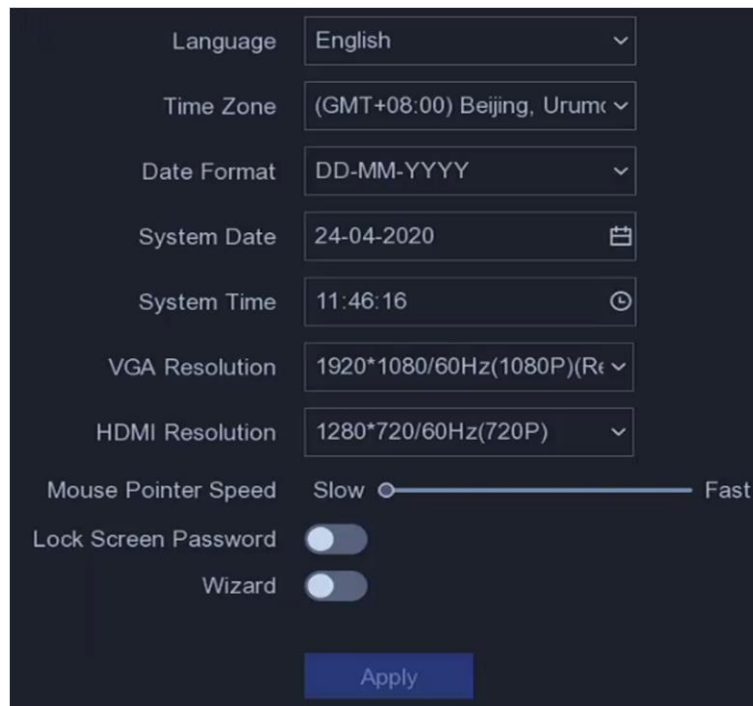 Language English
Time Zone (GMT+08:00) Beijing,
Date Format DD-MM-YYYY
System Date 24-04-2020
System Time 11:46:16
VGA Resolution 1920*1080/60Hz(1080P)
HDMI Resolution 1280*720/60Hz(720P)
Mouse Pointer Speed Slow Fast
Lock Screen Password
Wizard
Apply